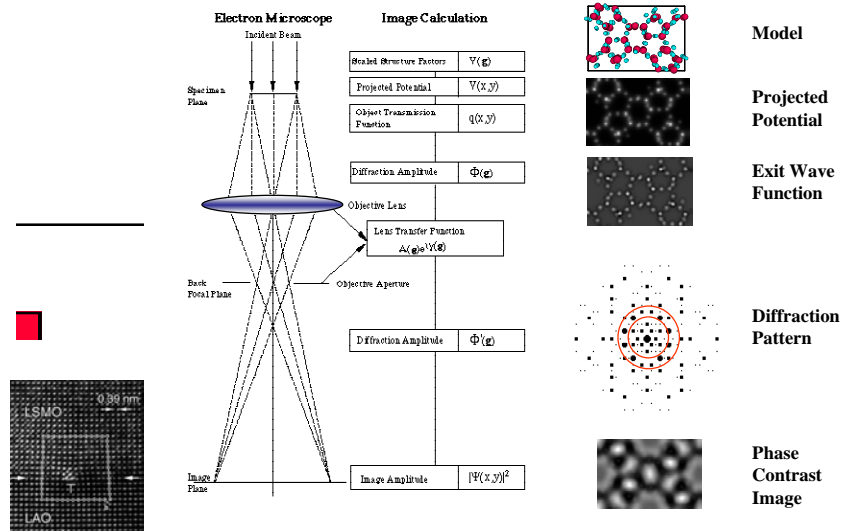 Electron Microscope
Image Calculation
Incident Beam
Specimen
Plane
Scaled Structure Factors
V(g)
Projected Potential
V(x,y)
Object Transmission
Function
q(x,y)
Diffraction Amplitude
Φ(g)
Objective Lens
Lens Transfer Function
Back
Focal Plane
Objective Aperture
Diffraction Amplitude
Φ'(g)
Image
Plane
Image Amplitude
|Ψ(x,y)|²
Model
Projected
Potential
Exit Wave
Function
Diffraction
Pattern
Phase
Contrast
Image
0.39 nm
LSMO
T
LAO